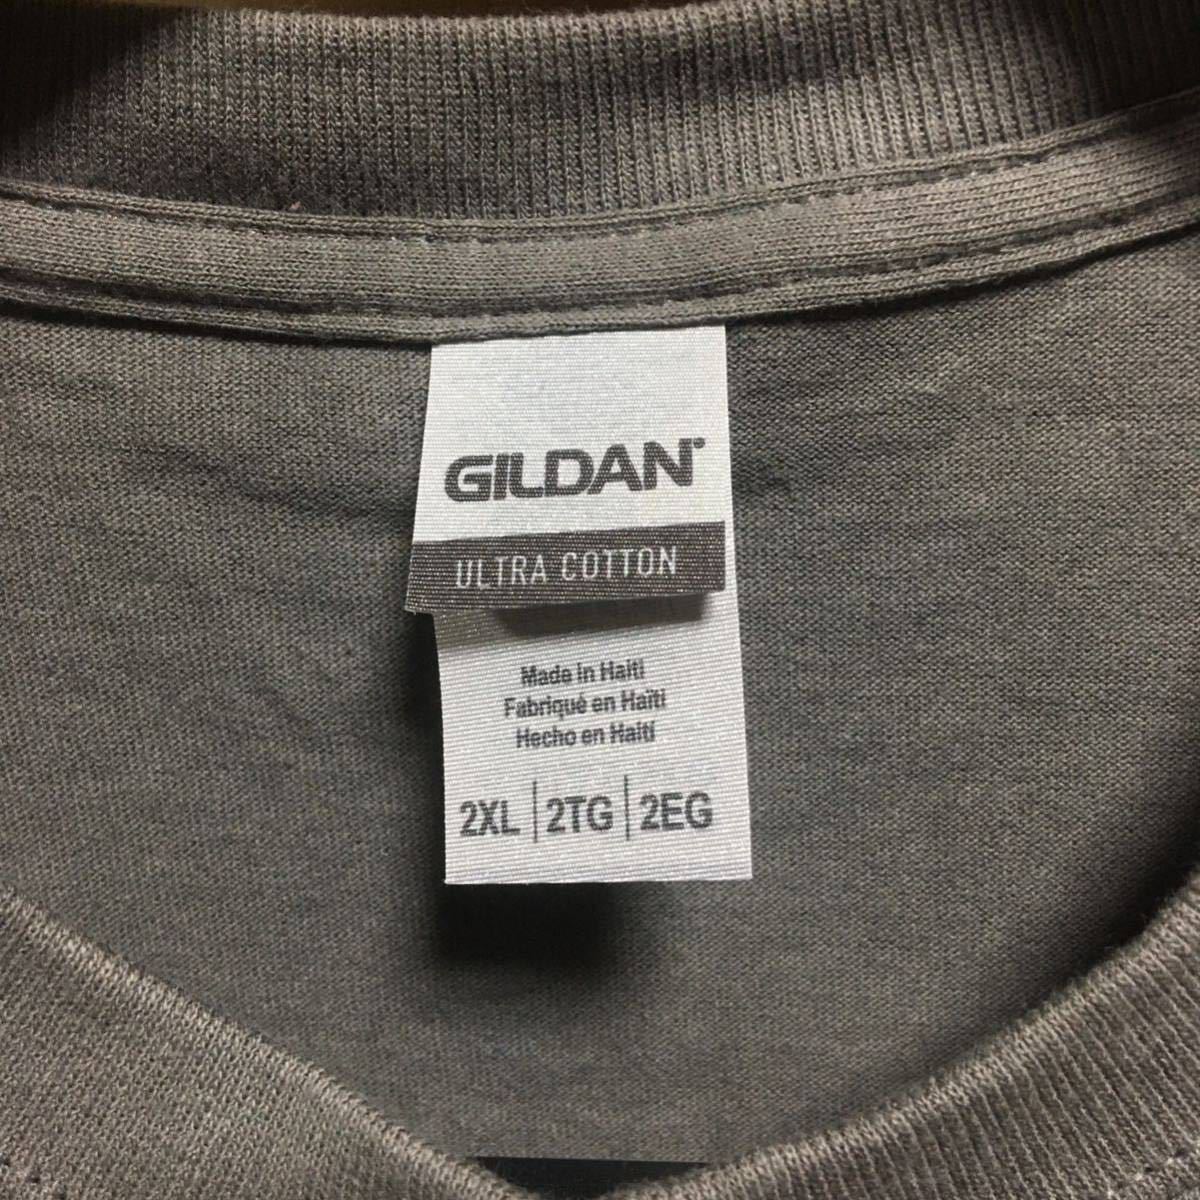 GILDAN
ULTRA COTTON
Made in Haiti
Fabriqué en Haïti
Hecho en Haití
2XL | 2TG | 2EG